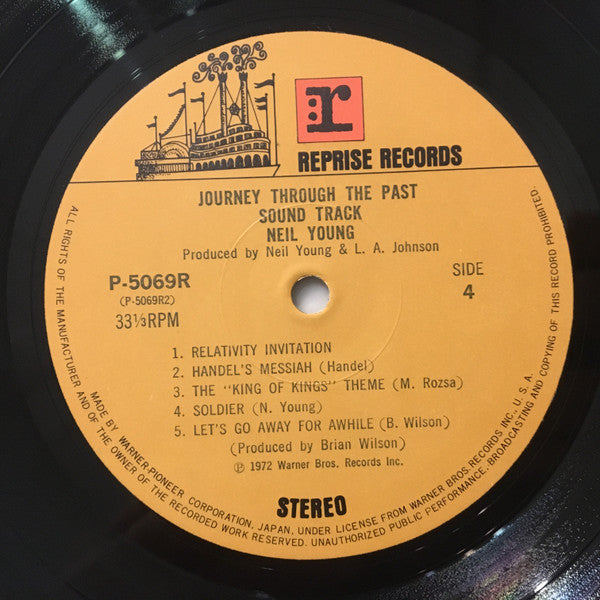 r
REPRISE RECORDS
JOURNEY THROUGH THE PAST
SOUND TRACK
NEIL YOUNG
Produced by Neil Young & L. A. Johnson
P-5069R
(P-5069R2)
33⅓RPM
SIDE
4
1. RELATIVITY INVITATION
2. HANDEL'S MESSIAH (Handel)
3. THE "KING OF KINGS" THEME (M. Rozsa)
4. SOLDIER (N. Young)
5. LET'S GO AWAY FOR AWHILE (B. Wilson)
(Produced by Brian Wilson)
℗ 1972 Warner Bros. Records Inc.
STEREO
MADE BY WARNER-PIONEER CORPORATION, JAPAN, UNDER LICENSE FROM WARNER BROS. RECORDS INC., U. S. A.
ALL RIGHTS OF THE MANUFACTURER AND OF THE OWNER OF THE RECORDED WORK RESERVED. UNAUTHORIZED PUBLIC PERFORMANCE, BROADCASTING AND COPYING OF THIS RECORD PROHIBITED.